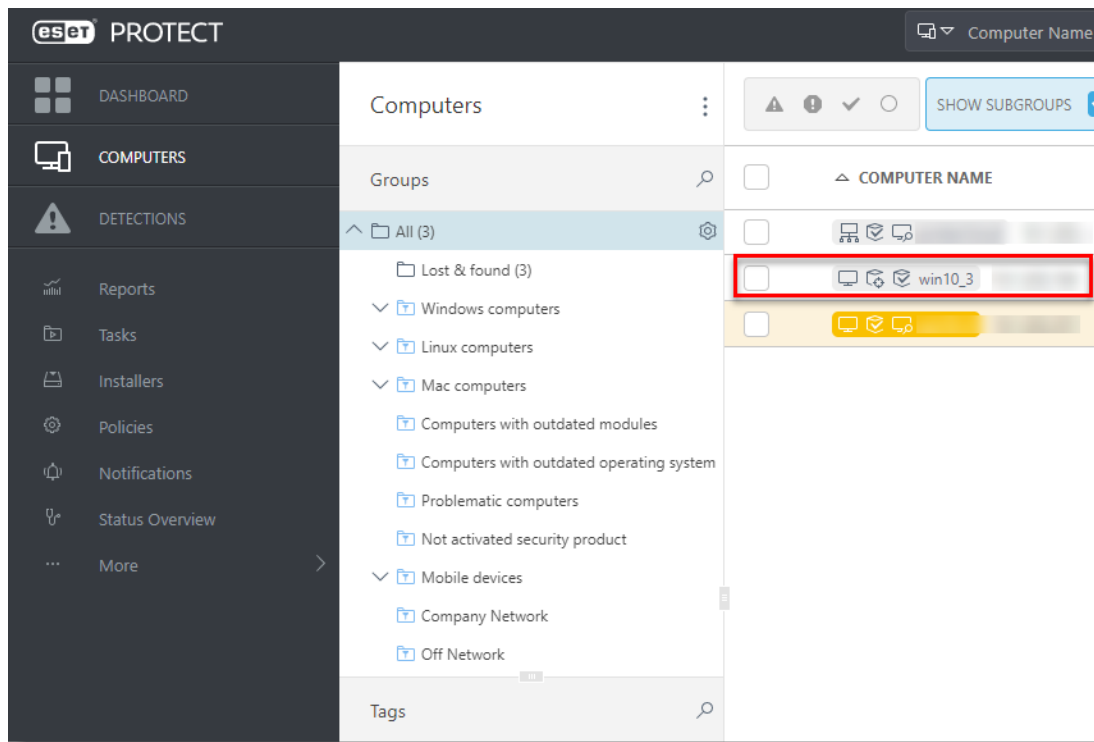 eseT PROTECT
Computer Name
DASHBOARD
COMPUTERS
DETECTIONS
Reports
Tasks
Installers
Policies
Notifications
Status Overview
More
Computers
Groups
All (3)
Lost & found (3)
Windows computers
Linux computers
Mac computers
Computers with outdated modules
Computers with outdated operating system
Problematic computers
Not activated security product
Mobile devices
Company Network
Off Network
Tags
SHOW SUBGROUPS
COMPUTER NAME
win10_3